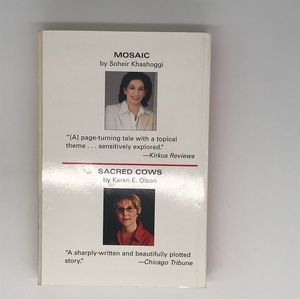 MOSAIC
by Soheir Khashoggi
"[A] page-turning tale with a topical
theme . . . sensitively explored."
—Kirkus Reviews
SACRED COWS
by Karen E. Olson
"A sharply-written and beautifully plotted
story."
—Chicago Tribune